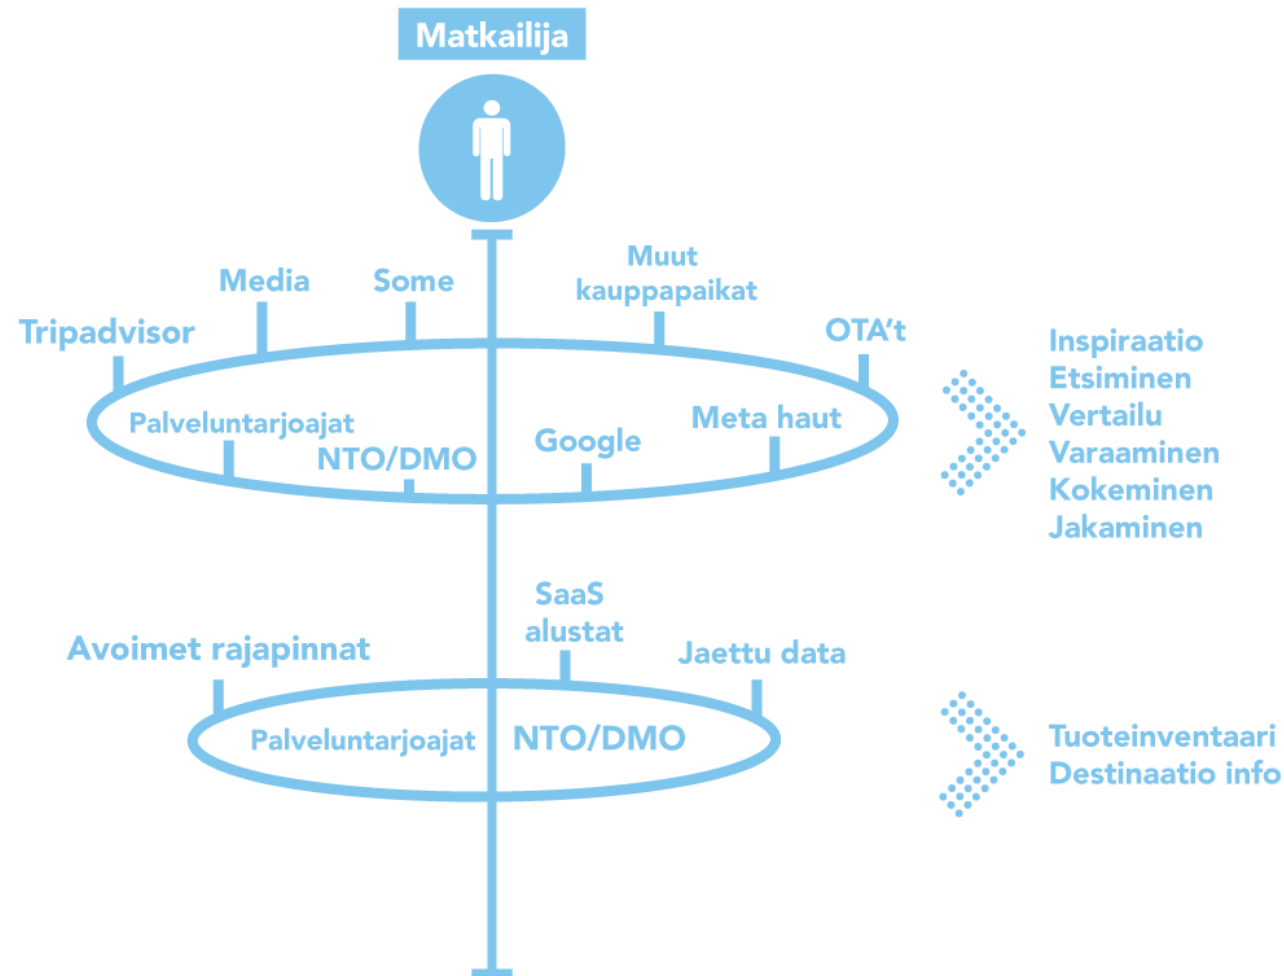 Matkailija
Media
Some
Muut
kauppapaikat
Tripadvisor
OTA't
Palveluntarjoajat
NTO/DMO
Google
Meta haut
Inspiraatio
Etsiminen
Vertailu
Varaaminen
Kokeminen
Jakaminen
SaaS
alustat
Avoimet rajapinnat
Jaettu data
Palveluntarjoajat
NTO/DMO
Tuoteinventaari
Destinaatio info